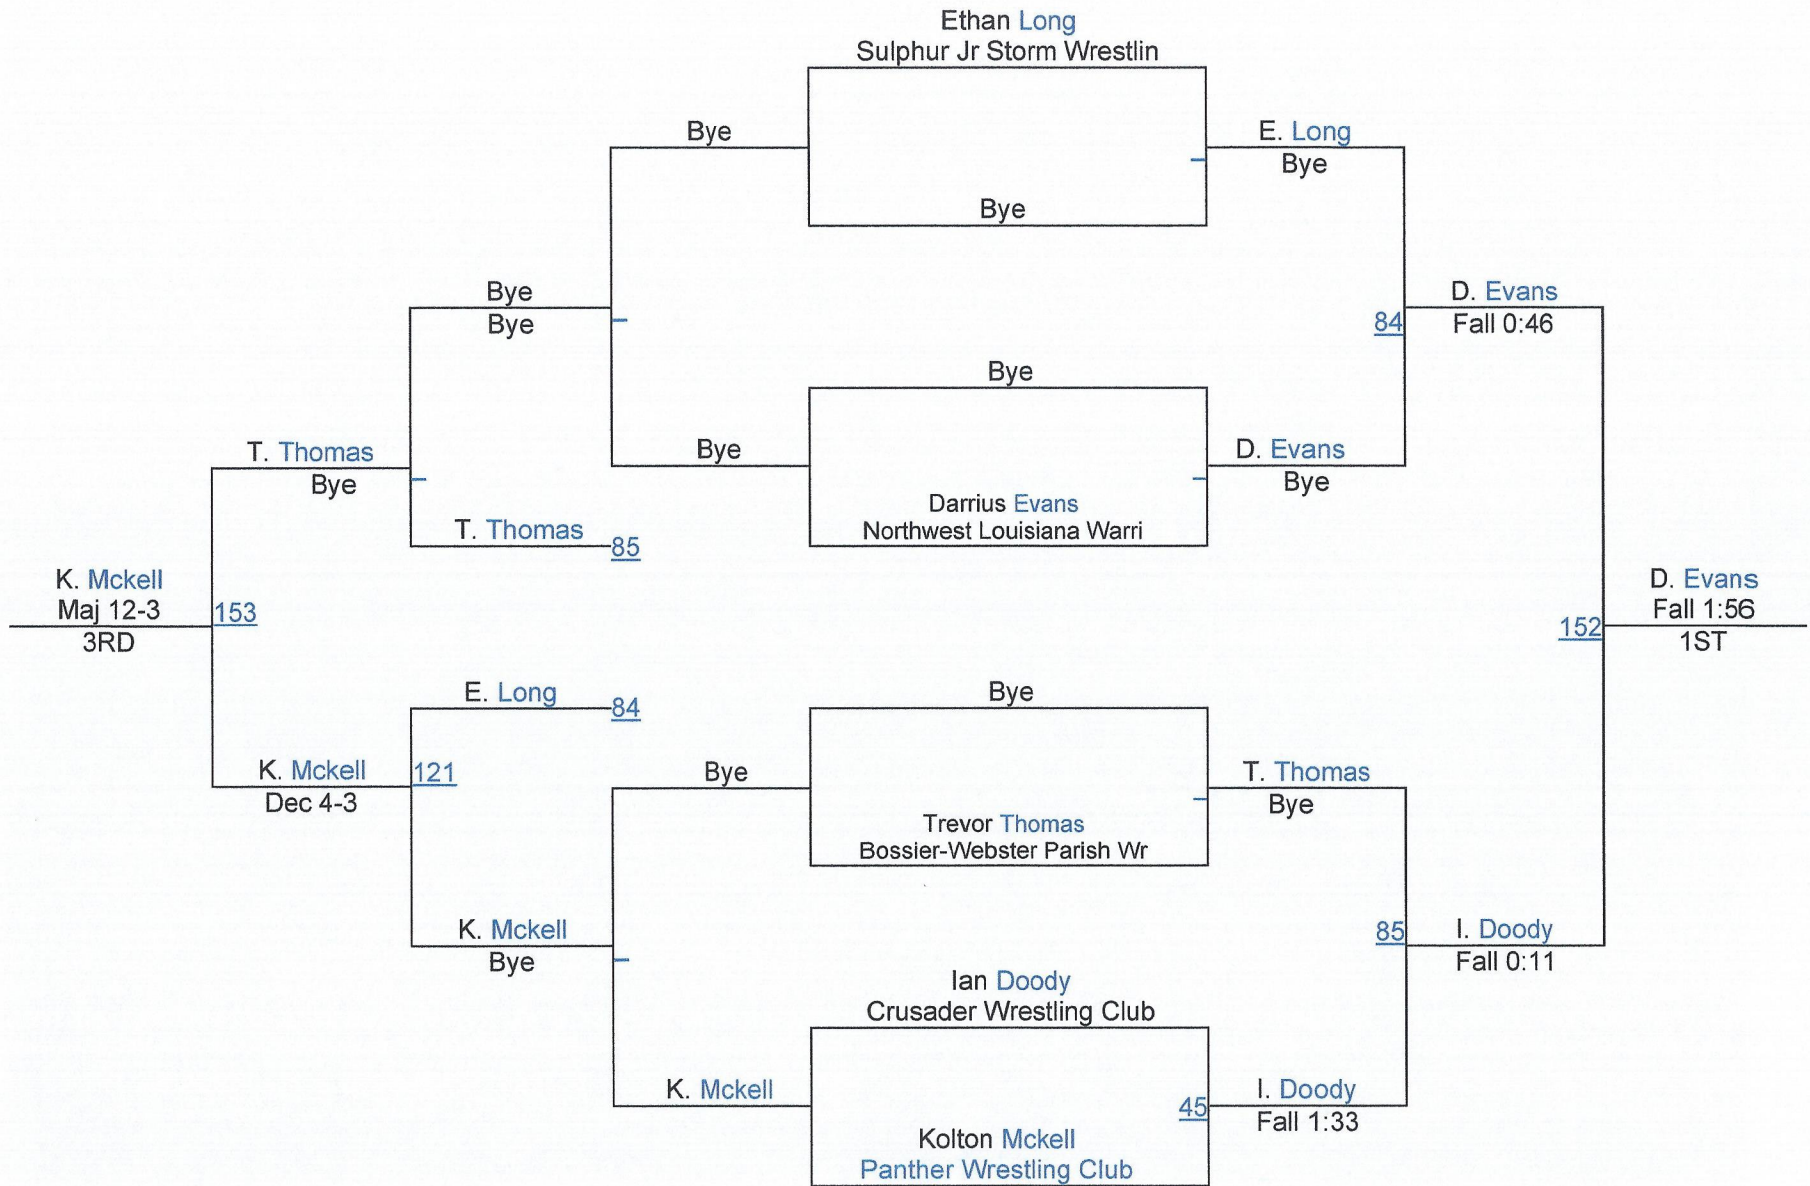 Ethan Long
Sulphur Jr Storm Wrestlin
Bye
E. Long
Bye
Bye
Bye
Bye
D. Evans
Fall 0:46
84
Bye
T. Thomas
Bye
Bye
D. Evans
Bye
Darrius Evans
Northwest Louisiana Warri
T. Thomas
85
K. Mckell
Maj 12-3
3RD
153
D. Evans
Fall 1:56
1ST
152
E. Long
84
Bye
K. Mckell
Dec 4-3
121
Bye
T. Thomas
Bye
Trevor Thomas
Bossier-Webster Parish Wr
K. Mckell
Bye
85
I. Doody
Fall 0:11
Ian Doody
Crusader Wrestling Club
K. Mckell
45
I. Doody
Fall 1:33
Kolton Mckell
Panther Wrestling Club